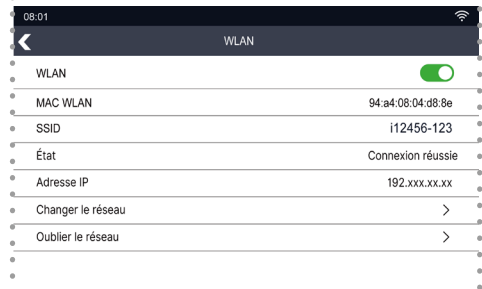 08:01
WLAN
WLAN
MAC WLAN 94:a4:08:04:d8:8e
SSID i12456-123
État Connexion réussie
Adresse IP 192.xxx.xx.xx
Changer le réseau
Oublier le réseau